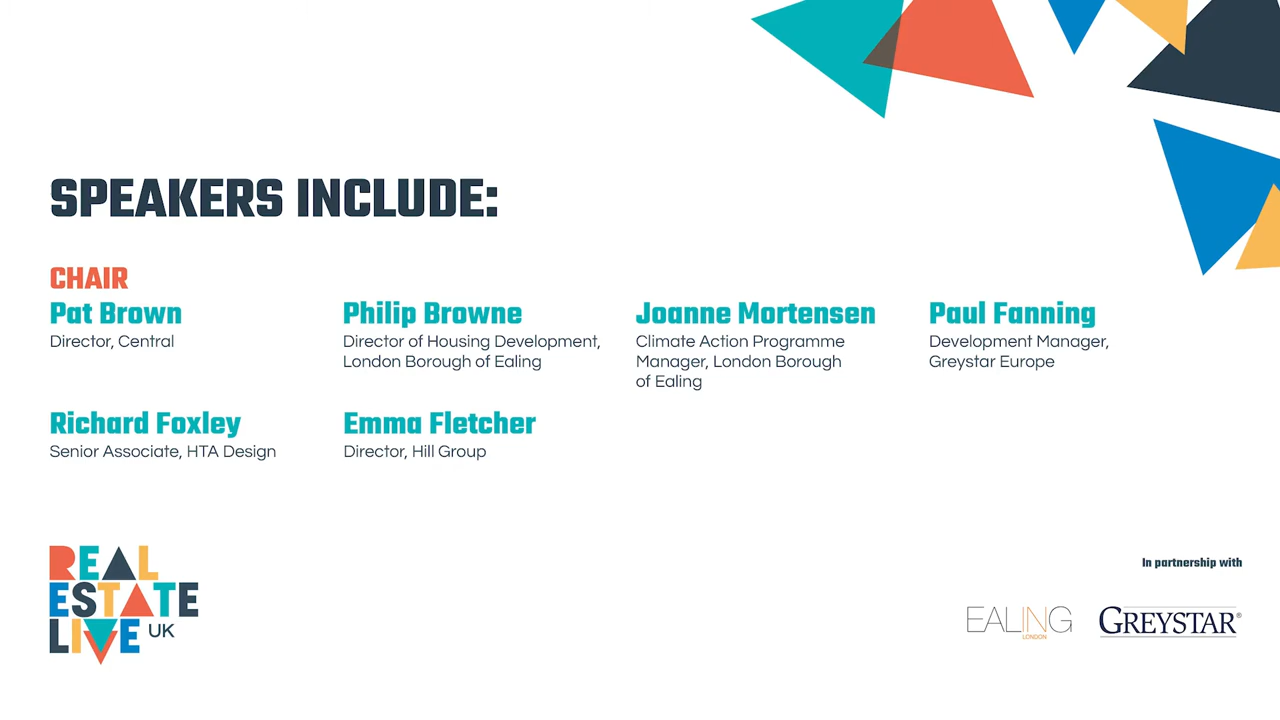 SPEAKERS INCLUDE:
CHAIR
Pat Brown
Director, Central
Philip Browne
Director of Housing Development,
London Borough of Ealing
Joanne Mortensen
Climate Action Programme
Manager, London Borough
of Ealing
Paul Fanning
Development Manager,
Greystar Europe
Richard Foxley
Senior Associate, HTA Design
Emma Fletcher
Director, Hill Group
REAL
ESTATE
LIVE UK
In partnership with
EALING
LONDON
GREYSTAR®